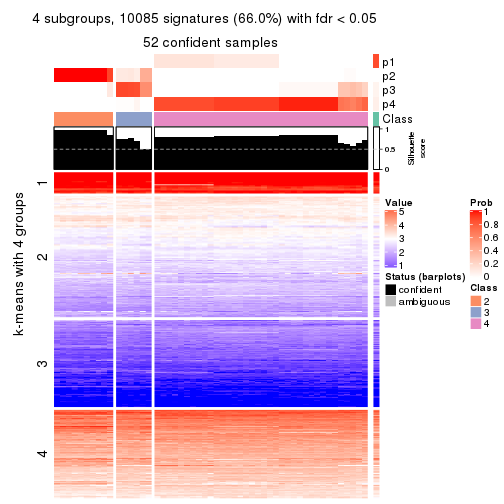 4 subgroups, 10085 signatures (66.0%) with fdr < 0.05
52 confident samples
p1
p2
p3
p4
Class
1
0.5
0
Silhouette
score
k-means with 4 groups
1
2
3
4
Value
5
4
3
2
1
Status (barplots)
confident
ambiguous
Prob
1
0.8
0.6
0.4
0.2
0
Class
2
3
4